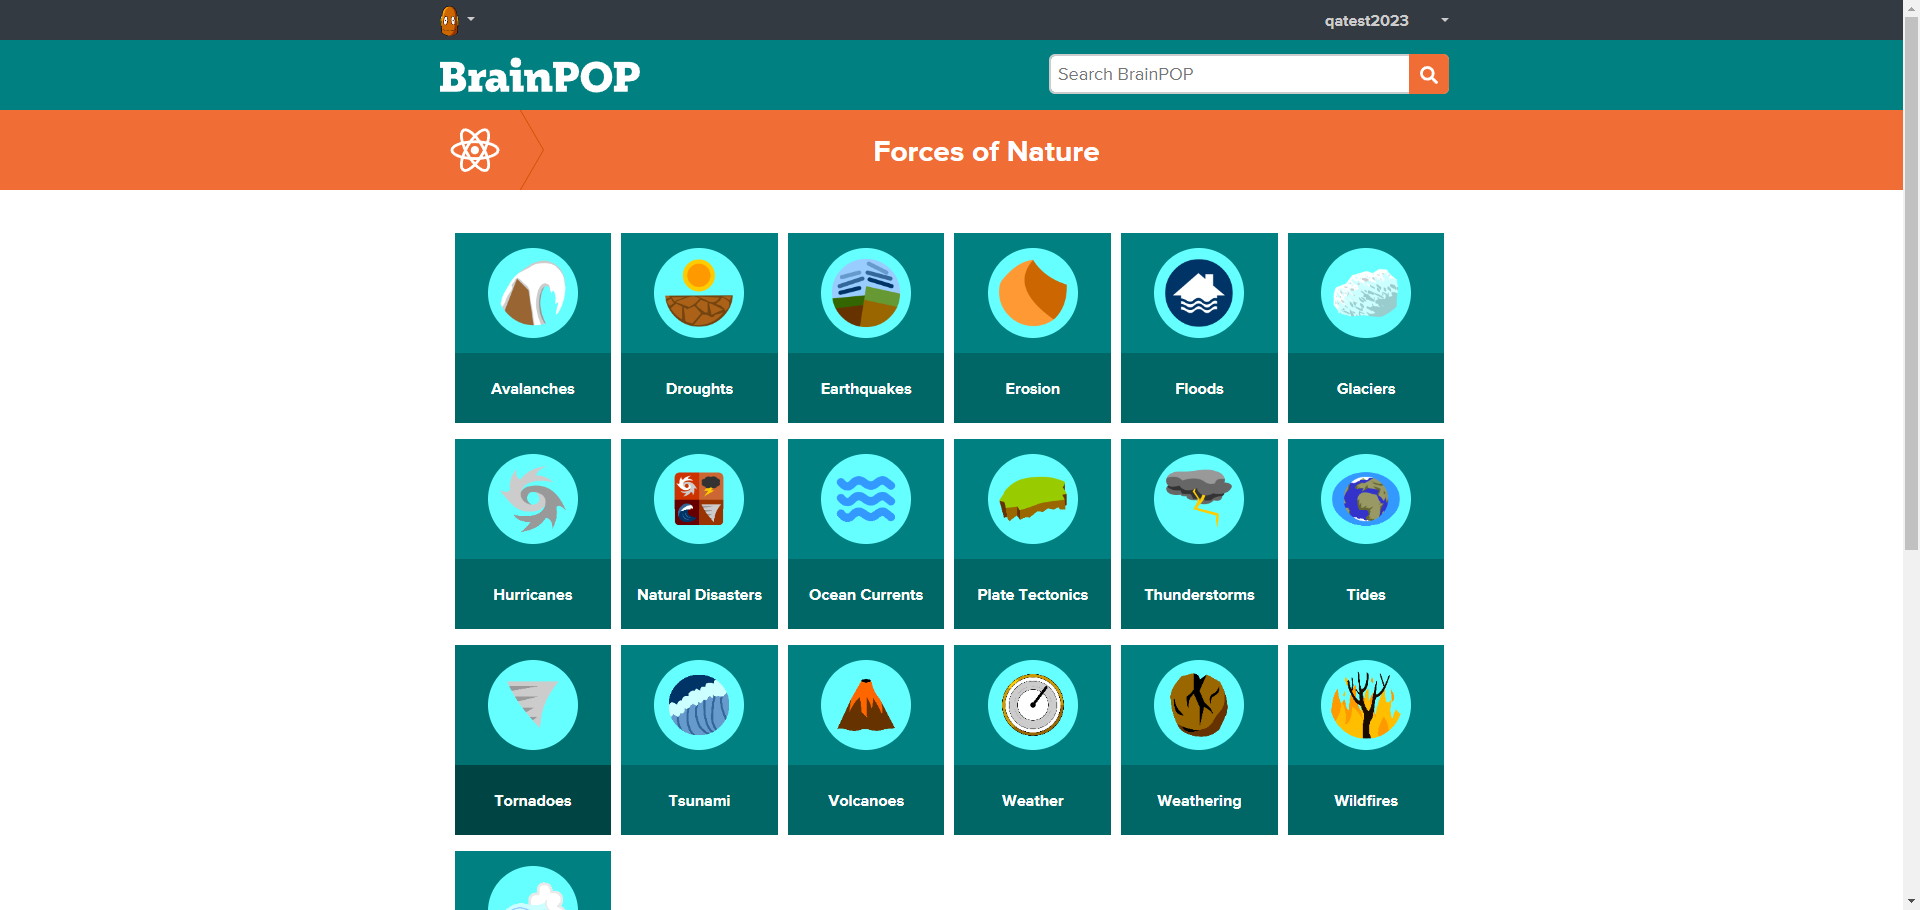 qatest2023
BrainPOP
Search BrainPOP
Forces of Nature
Avalanches
Droughts
Earthquakes
Erosion
Floods
Glaciers
Hurricanes
Natural Disasters
Ocean Currents
Plate Tectonics
Thunderstorms
Tides
Tornadoes
Tsunami
Volcanoes
Weather
Weathering
Wildfires